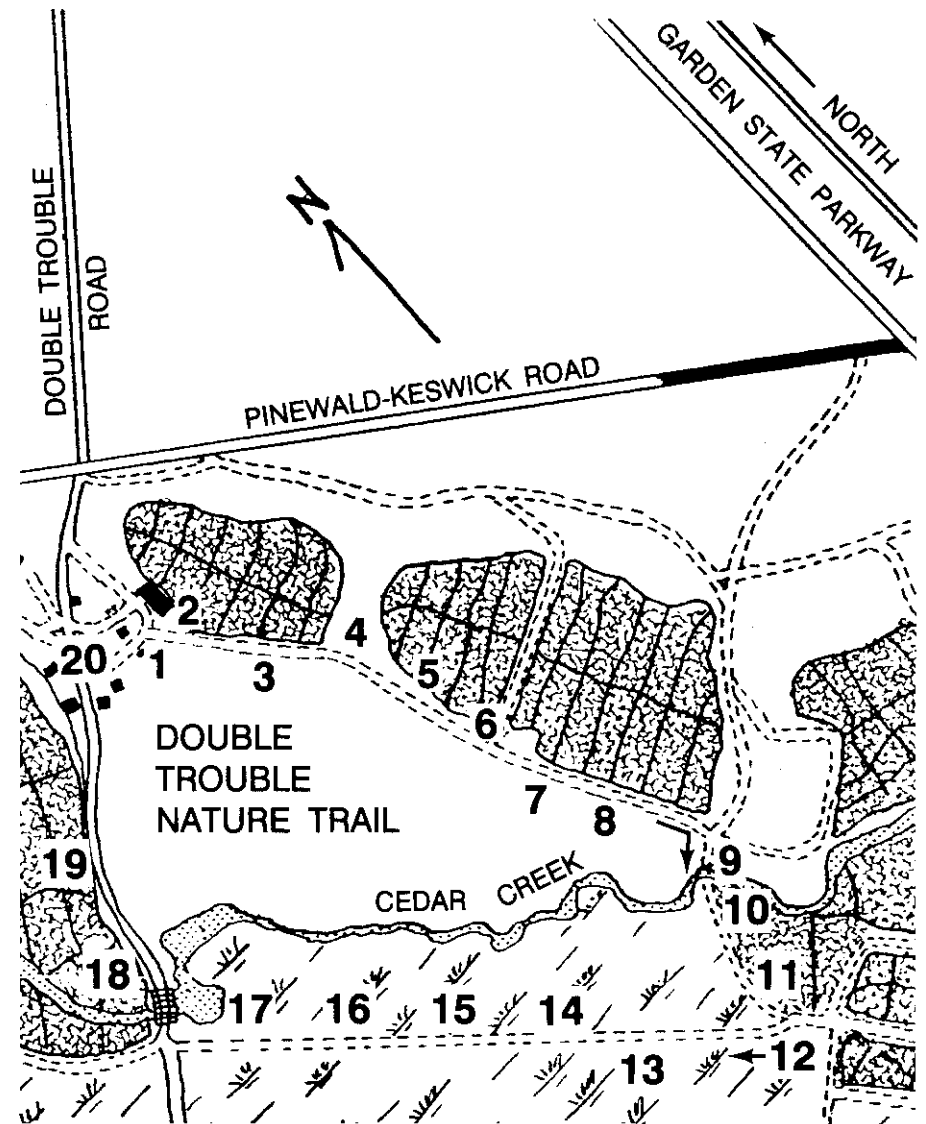 GARDEN STATE PARKWAY
NORTH
N
DOUBLE TROUBLE
ROAD
PINEWALD-KESWICK ROAD
2
4
20
1
3
5
6
DOUBLE
TROUBLE
NATURE TRAIL
7
8
9
19
CEDAR CREEK
10
18
11
17
16
15
14
13
12